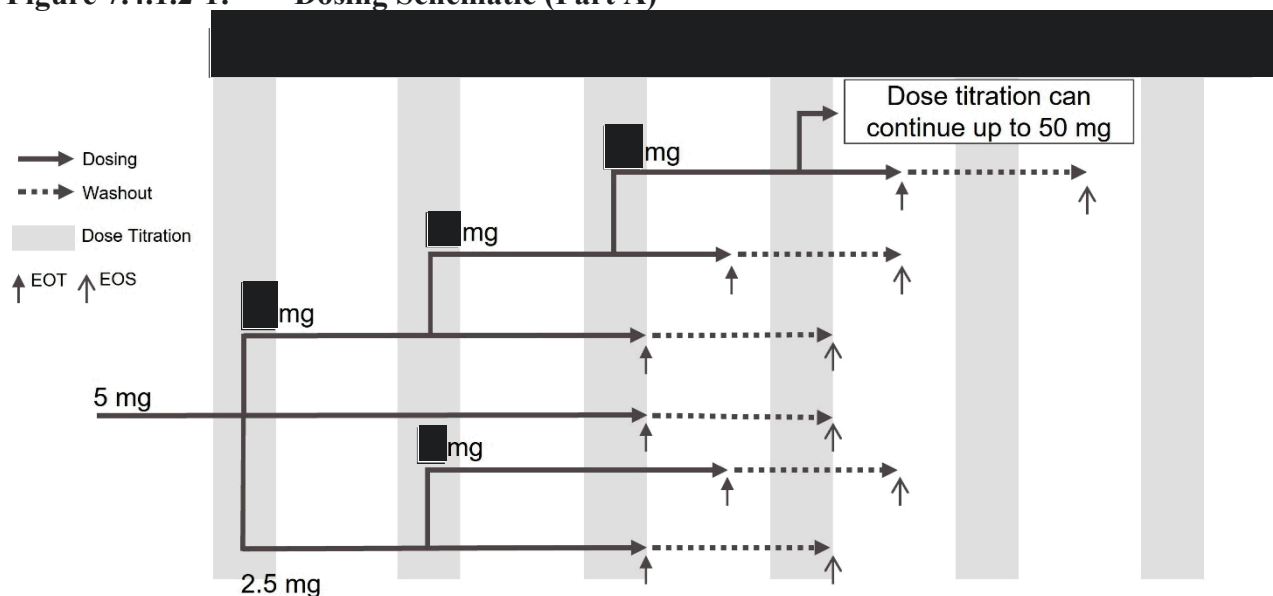 Figure 7.4.1.2-1: Dosing Schematic (Part A)
Dose titration can
continue up to 50 mg
mg
Dosing
Washout
mg
Dose Titration
EOT EOS
mg
5 mg
mg
2.5 mg